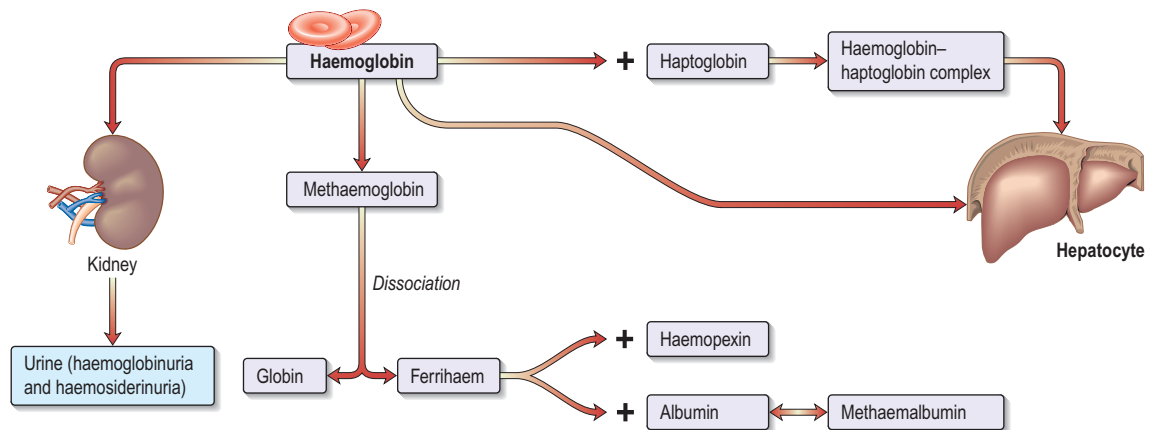 Haemoglobin
+
Haptoglobin
Haemoglobin–
haptoglobin complex
Methaemoglobin
Kidney
Hepatocyte
Dissociation
Urine (haemoglobinuria
and haemosiderinuria)
Globin
Ferrihaem
+
Haemopexin
+
Albumin
Methaemalbumin